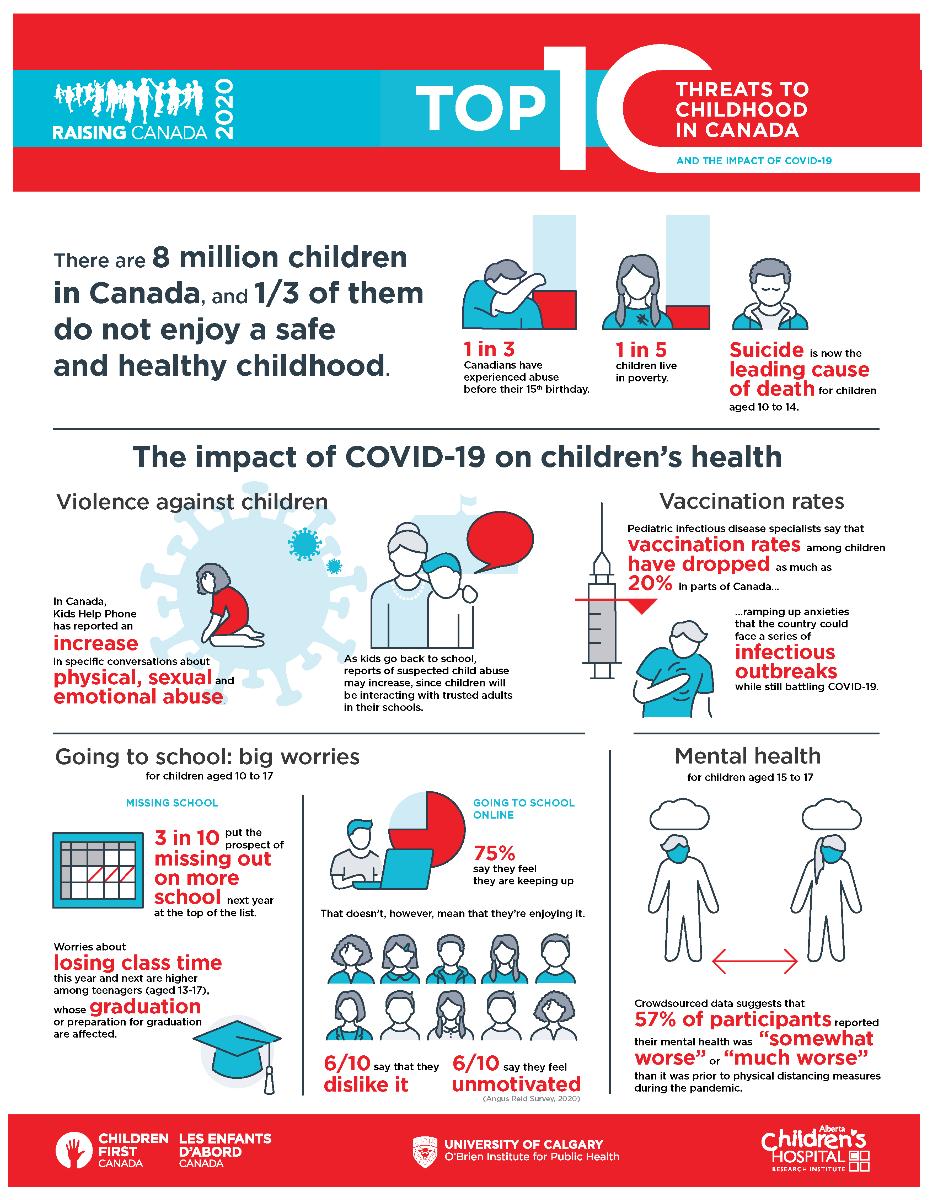 RAISING CANADA 2020
TOP 10
THREATS TO
CHILDHOOD
IN CANADA
AND THE IMPACT OF COVID-19
There are 8 million children
in Canada, and 1/3 of them
do not enjoy a safe
and healthy childhood.
1 in 3
Canadians have
experienced abuse
before their 15th birthday.
1 in 5
children live
in poverty.
Suicide is now the
leading cause
of death for children
aged 10 to 14.
The impact of COVID-19 on children's health
Violence against children
In Canada,
Kids Help Phone
has reported an
increase
in specific conversations about
physical, sexual and
emotional abuse.
As kids go back to school,
reports of suspected child abuse
may increase, since children will
be interacting with trusted adults
in their schools.
Vaccination rates
Pediatric infectious disease specialists say that
vaccination rates among children
have dropped as much as
20% in parts of Canada...
...ramping up anxieties
that the country could
face a series of
infectious
outbreaks
while still battling COVID-19.
Going to school: big worries
for children aged 10 to 17
MISSING SCHOOL
3 in 10 put the
prospect of
missing out
on more
school next year
at the top of the list.
Worries about
losing class time
this year and next are higher
among teenagers (aged 13-17),
whose graduation
or preparation for graduation
are affected.
GOING TO SCHOOL
ONLINE
75%
say they feel
they are keeping up
That doesn't, however, mean that they're enjoying it.
6/10 say that they
dislike it
6/10 say they feel
unmotivated
(Angus Reid Survey, 2020)
Mental health
for children aged 15 to 17
Crowdsourced data suggests that
57% of participants reported
their mental health was "somewhat
worse" or "much worse"
than it was prior to physical distancing measures
during the pandemic.
CHILDREN
FIRST
CANADA
LES ENFANTS
D'ABORD
CANADA
UNIVERSITY OF CALGARY
O'Brien Institute for Public Health
Alberta
Children's
HOSPITAL
RESEARCH INSTITUTE